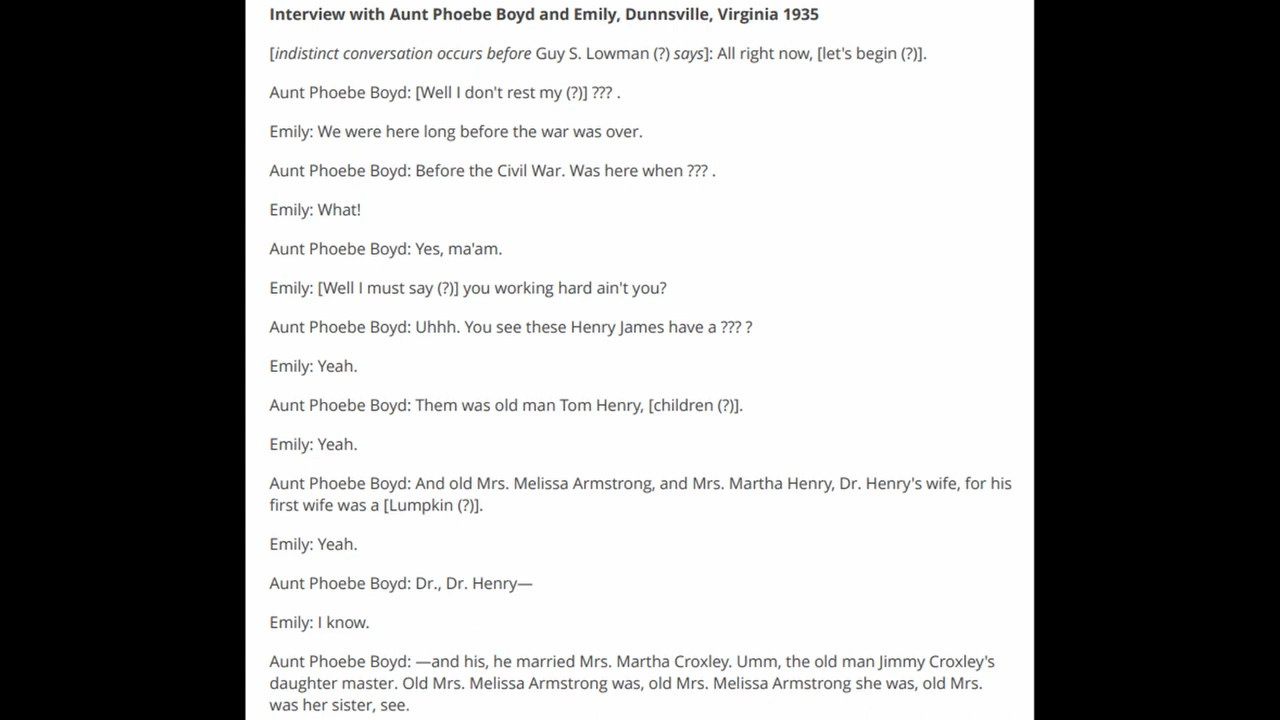 Interview with Aunt Phoebe Boyd and Emily, Dunnsville, Virginia 1935
[indistinct conversation occurs before Guy S. Lowman (?) says]: All right now, [let's begin (?)].
Aunt Phoebe Boyd: [Well I don't rest my (?)] ??? .
Emily: We were here long before the war was over.
Aunt Phoebe Boyd: Before the Civil War. Was here when ??? .
Emily: What!
Aunt Phoebe Boyd: Yes, ma'am.
Emily: [Well I must say (?)] you working hard ain't you?
Aunt Phoebe Boyd: Uhhh. You see these Henry James have a ??? ?
Emily: Yeah.
Aunt Phoebe Boyd: Them was old man Tom Henry, [children (?)].
Emily: Yeah.
Aunt Phoebe Boyd: And old Mrs. Melissa Armstrong, and Mrs. Martha Henry, Dr. Henry's wife, for his
first wife was a [Lumpkin (?)].
Emily: Yeah.
Aunt Phoebe Boyd: Dr., Dr. Henry—
Emily: I know.
Aunt Phoebe Boyd: —and his, he married Mrs. Martha Croxley. Umm, the old man Jimmy Croxley's
daughter master. Old Mrs. Melissa Armstrong was, old Mrs. Melissa Armstrong she was, old Mrs.
was her sister, see.